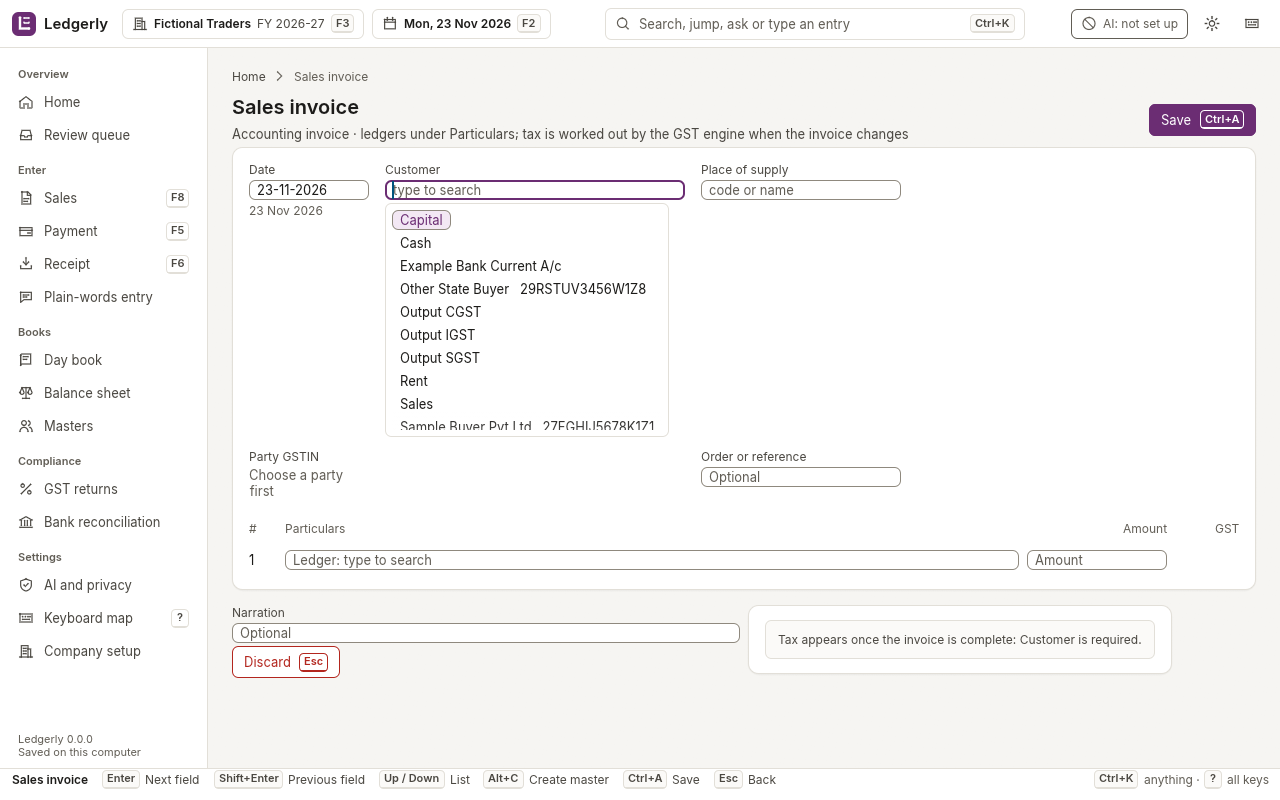 Ledgerly
Fictional Traders FY 2026-27 F3
Mon, 23 Nov 2026 F2
Search, jump, ask or type an entry Ctrl+K
AI: not set up
Overview
Home
Review queue
Enter
Sales F8
Payment F5
Receipt F6
Plain-words entry
Books
Day book
Balance sheet
Masters
Compliance
GST returns
Bank reconciliation
Settings
AI and privacy
Keyboard map ?
Company setup
Ledgerly 0.0.0
Saved on this computer
Home > Sales invoice
Sales invoice
Accounting invoice · ledgers under Particulars; tax is worked out by the GST engine when the invoice changes
Save Ctrl+A
Date
23-11-2026
23 Nov 2026
Customer
type to search
Place of supply
code or name
Capital
Cash
Example Bank Current A/c
Other State Buyer 29RSTUV3456W1Z8
Output CGST
Output IGST
Output SGST
Rent
Sales
Sample Buyer Pvt Ltd 27FGHIJ5678K1Z1
Party GSTIN
Choose a party
first
Order or reference
Optional
# Particulars Amount GST
1 Ledger: type to search Amount
Narration
Optional
Discard Esc
Tax appears once the invoice is complete: Customer is required.
Sales invoice Enter Next field Shift+Enter Previous field Up / Down List Alt+C Create master Ctrl+A Save Esc Back Ctrl+K anything · ? all keys